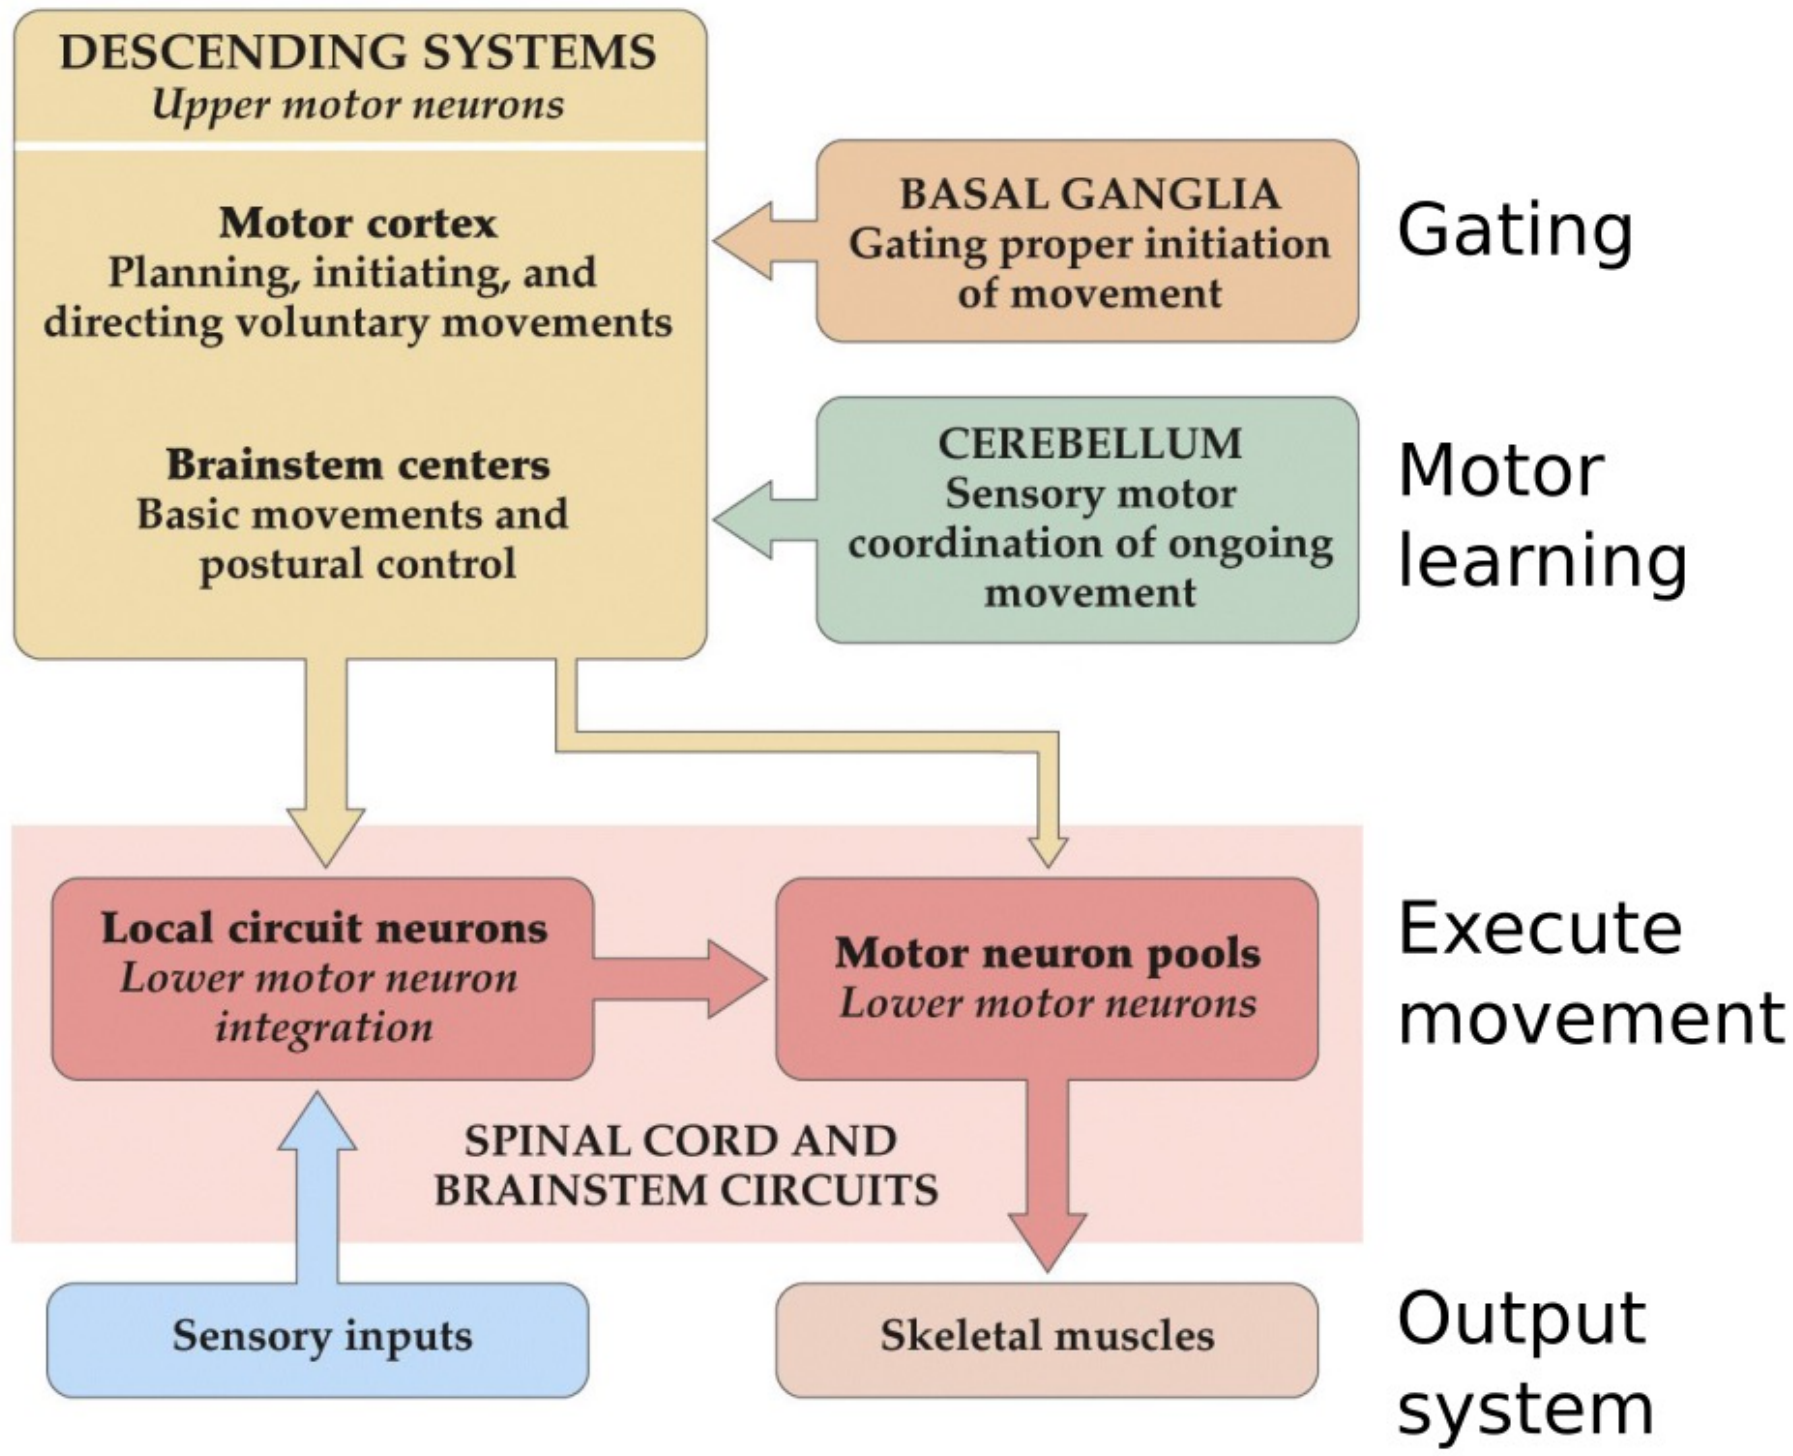 DESCENDING SYSTEMS
Upper motor neurons
Motor cortex
Planning, initiating, and
directing voluntary movements
Brainstem centers
Basic movements and
postural control
BASAL GANGLIA
Gating proper initiation
of movement
Gating
CEREBELLUM
Sensory motor
coordination of ongoing
movement
Motor
learning
Local circuit neurons
Lower motor neuron
integration
Motor neuron pools
Lower motor neurons
Execute
movement
SPINAL CORD AND
BRAINSTEM CIRCUITS
Sensory inputs
Skeletal muscles
Output
system